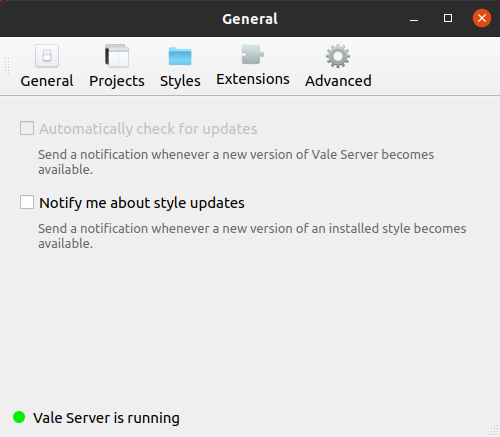 General
General Projects Styles Extensions Advanced
Automatically check for updates
Send a notification whenever a new version of Vale Server becomes
available.
Notify me about style updates
Send a notification whenever a new version of an installed style becomes
available.
Vale Server is running